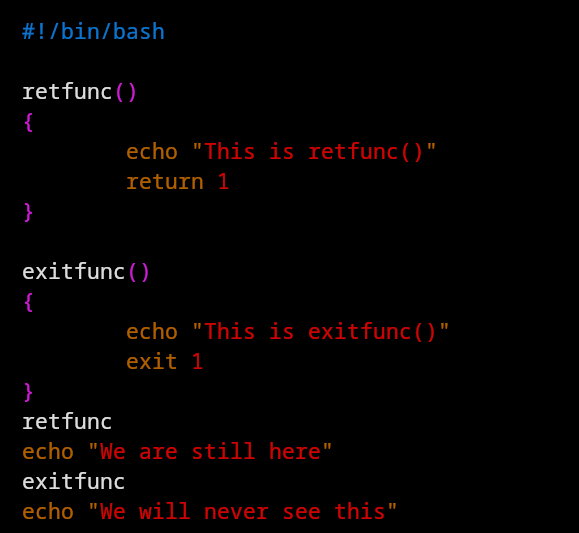 #!/bin/bash

retfunc()
{
        echo "This is retfunc()"
        return 1
}

exitfunc()
{
        echo "This is exitfunc()"
        exit 1
}
retfunc
echo "We are still here"
exitfunc
echo "We will never see this"